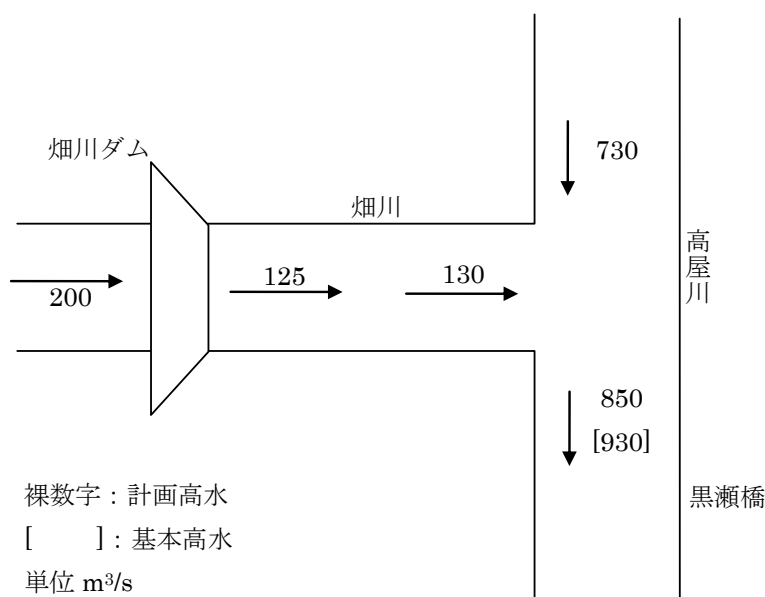 畑川ダム
730
畑川
高屋川
200
125
130
850
[930]
黒瀬橋
裸数字：計画高水
[　　]：基本高水
単位 m³/s